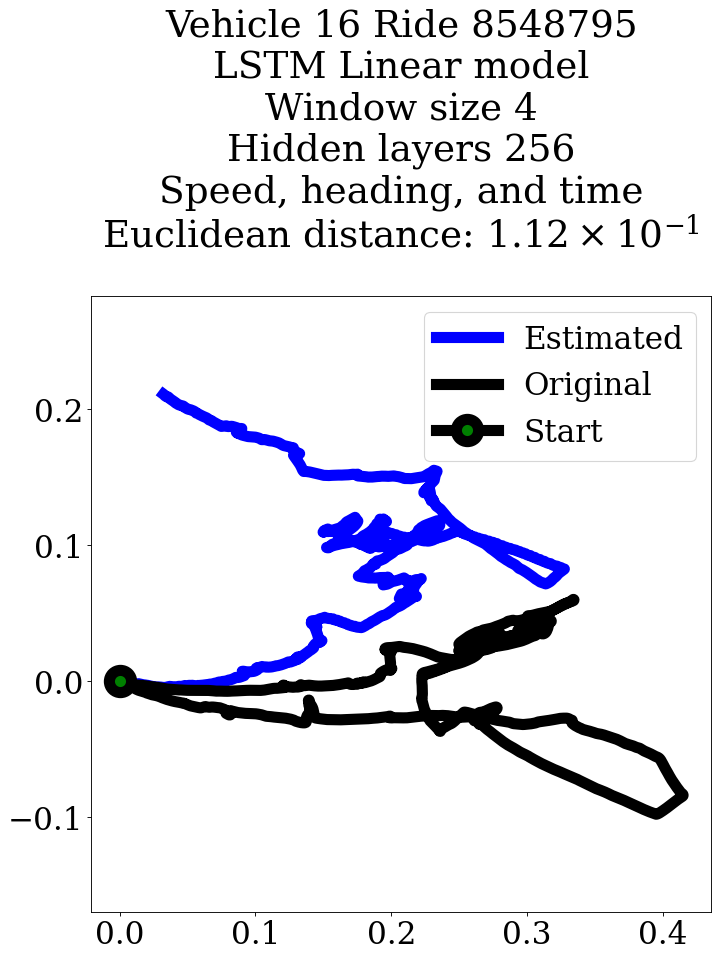 Vehicle 16 Ride 8548795
LSTM Linear model
Window size 4
Hidden layers 256
Speed, heading, and time
Euclidean distance: 1.12 × 10⁻¹
Estimated
Original
Start
0.2
0.1
0.0
−0.1
0.0 0.1 0.2 0.3 0.4